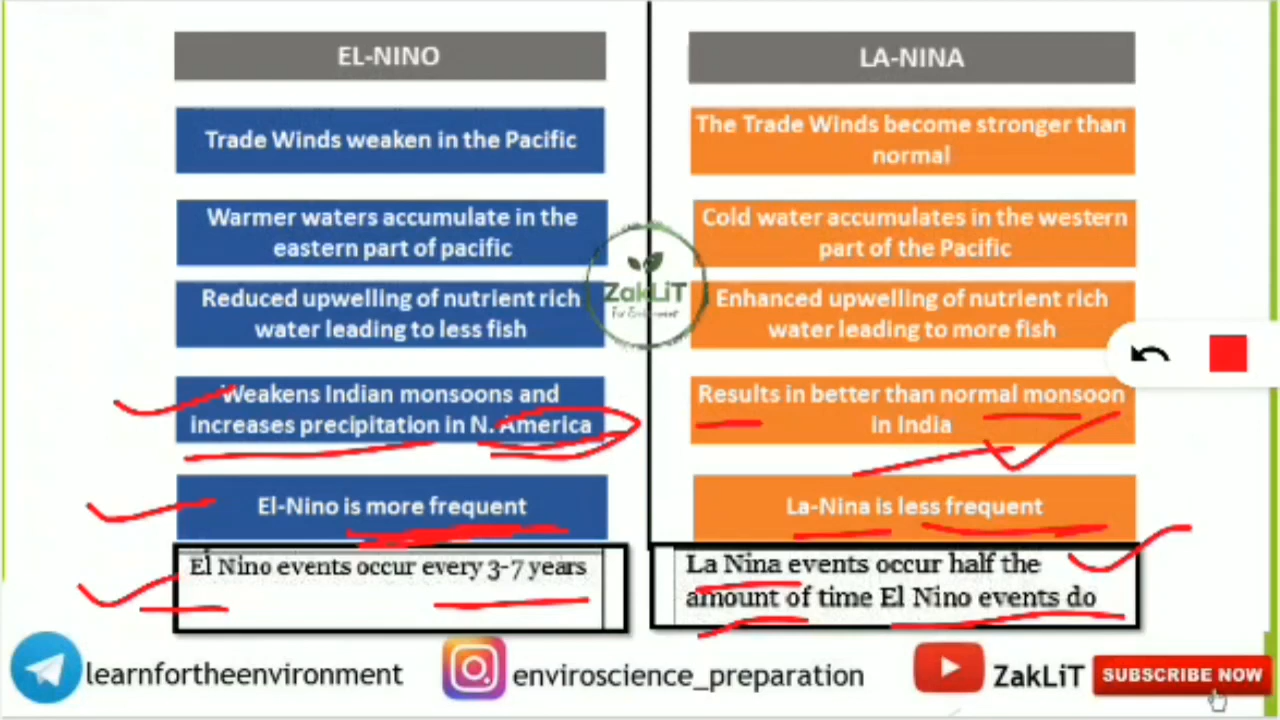 EL-NINO
Trade Winds weaken in the Pacific
Warmer waters accumulate in the
eastern part of pacific
Reduced upwelling of nutrient rich
water leading to less fish
Weakens Indian monsoons and
increases precipitation in N. America
El-Nino is more frequent
El Nino events occur every 3-7 years
LA-NINA
The Trade Winds become stronger than
normal
Cold water accumulates in the western
part of the Pacific
Enhanced upwelling of nutrient rich
water leading to more fish
Results in better than normal monsoon
in India
La-Nina is less frequent
La Nina events occur half the
amount of time El Nino events do
ZakLiT
For Environment
learnfortheenvironment
enviroscience_preparation
ZakLiT
SUBSCRIBE NOW